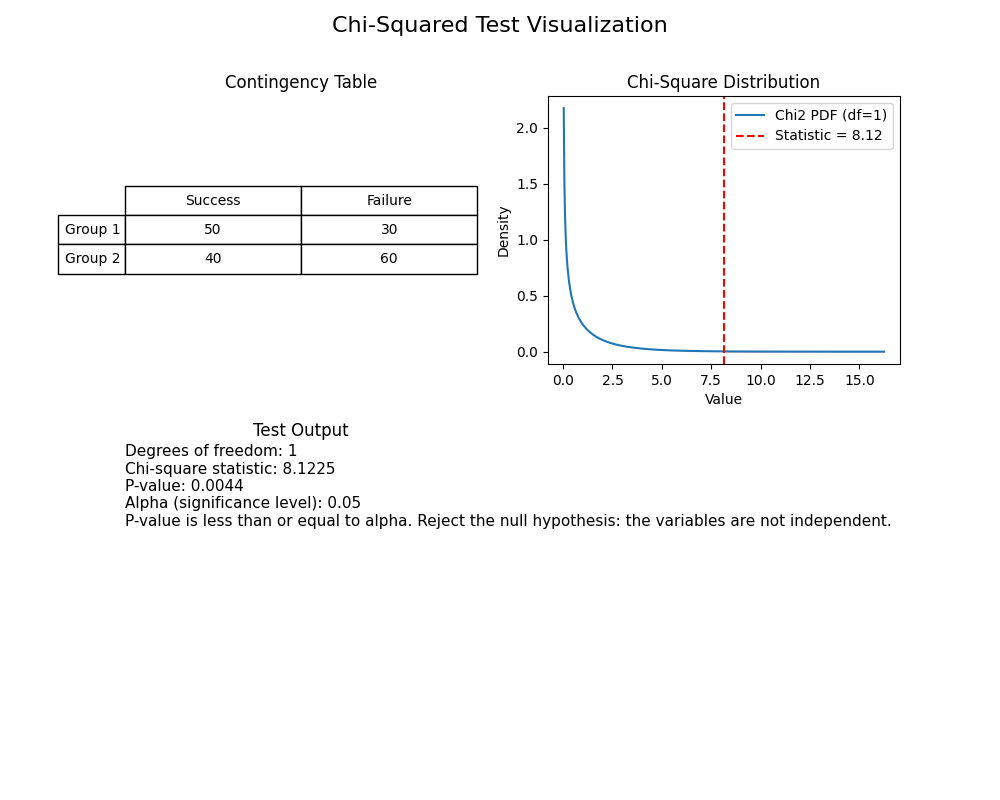 Chi-Squared Test Visualization
Contingency Table
Success Failure
Group 1 50 30
Group 2 40 60
Chi-Square Distribution
Chi2 PDF (df=1)
Statistic = 8.12
Density
2.0
1.5
1.0
0.5
0.0
0.0 2.5 5.0 7.5 10.0 12.5 15.0
Value
Test Output
Degrees of freedom: 1
Chi-square statistic: 8.1225
P-value: 0.0044
Alpha (significance level): 0.05
P-value is less than or equal to alpha. Reject the null hypothesis: the variables are not independent.